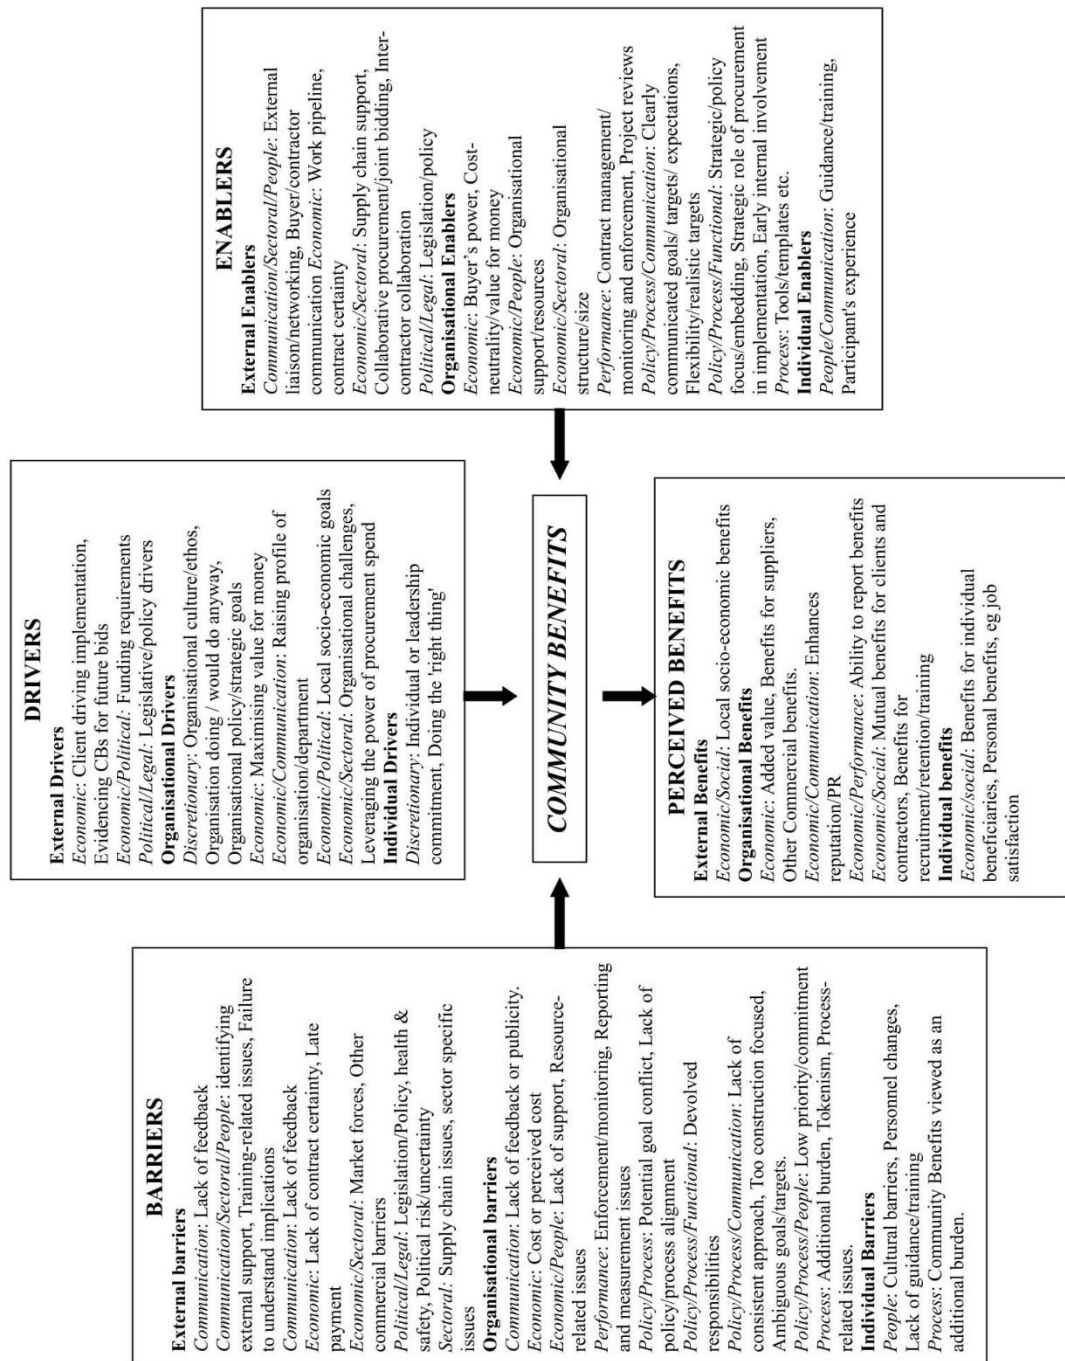 BARRIERS
External barriers
Communication: Lack of feedback
Communication/Sectoral/People: identifying
external support, Training-related issues, Failure
to understand implications
Communication: Lack of feedback
Economic: Lack of contract certainty, Late
payment
Economic/Sectoral: Market forces, Other
commercial barriers
Political/Legal: Legislation/Policy, health &
safety, Political risk/uncertainty
Sectoral: Supply chain issues, sector specific
issues
Organisational barriers
Communication: Lack of feedback or publicity.
Economic: Cost or perceived cost
Economic/People: Lack of support, Resource-
related issues
Performance: Enforcement/monitoring, Reporting
and measurement issues
Policy/Process: Potential goal conflict, Lack of
policy/process alignment
Policy/Process/Functional: Devolved
responsibilities
Policy/Process/Communication: Lack of
consistent approach, Too construction focused,
Ambiguous goals/targets.
Policy/Process/People: Low priority/commitment
Process: Additional burden, Tokenism, Process-
related issues.
Individual Barriers
People: Cultural barriers, Personnel changes,
Lack of guidance/training
Process: Community Benefits viewed as an
additional burden.
DRIVERS
External Drivers
Economic: Client driving implementation,
Evidencing CBs for future bids
Economic/Political: Funding requirements
Political/Legal: Legislative/policy drivers
Organisational Drivers
Discretionary: Organisational culture/ethos,
Organisation doing / would do anyway,
Organisational policy/strategic goals
Economic: Maximising value for money
Economic/Communication: Raising profile of
organisation/department
Economic/Political: Local socio-economic goals
Economic/Sectoral: Organisational challenges,
Leveraging the power of procurement spend
Individual Drivers
Discretionary: Individual or leadership
commitment, Doing the 'right thing'
COMMUNITY BENEFITS
PERCEIVED BENEFITS
External Benefits
Economic/Social: Local socio-economic benefits
Organisational Benefits
Economic: Added value, Benefits for suppliers,
Other Commercial benefits.
Economic/Communication: Enhances
reputation/PR
Economic/Performance: Ability to report benefits
Economic/Social: Mutual benefits for clients and
contractors, Benefits for
recruitment/retention/training
Individual benefits
Economic/social: Benefits for individual
beneficiaries, Personal benefits, eg job
satisfaction
ENABLERS
External Enablers
Communication/Sectoral/People: External
liaison/networking, Buyer/contractor
communication Economic: Work pipeline,
contract certainty
Economic/Sectoral: Supply chain support,
Collaborative procurement/joint bidding, Inter-
contractor collaboration
Political/Legal: Legislation/policy
Organisational Enablers
Economic: Buyer's power, Cost-
neutrality/value for money
Economic/People: Organisational
support/resources
Economic/Sectoral: Organisational
structure/size
Performance: Contract management/
monitoring and enforcement, Project reviews
Policy/Process/Communication: Clearly
communicated goals/ targets/ expectations,
Flexibility/realistic targets
Policy/Process/Functional: Strategic/policy
focus/embedding, Strategic role of procurement
in implementation, Early internal involvement
Process: Tools/templates etc.
Individual Enablers
People/Communication: Guidance/training,
Participant's experience